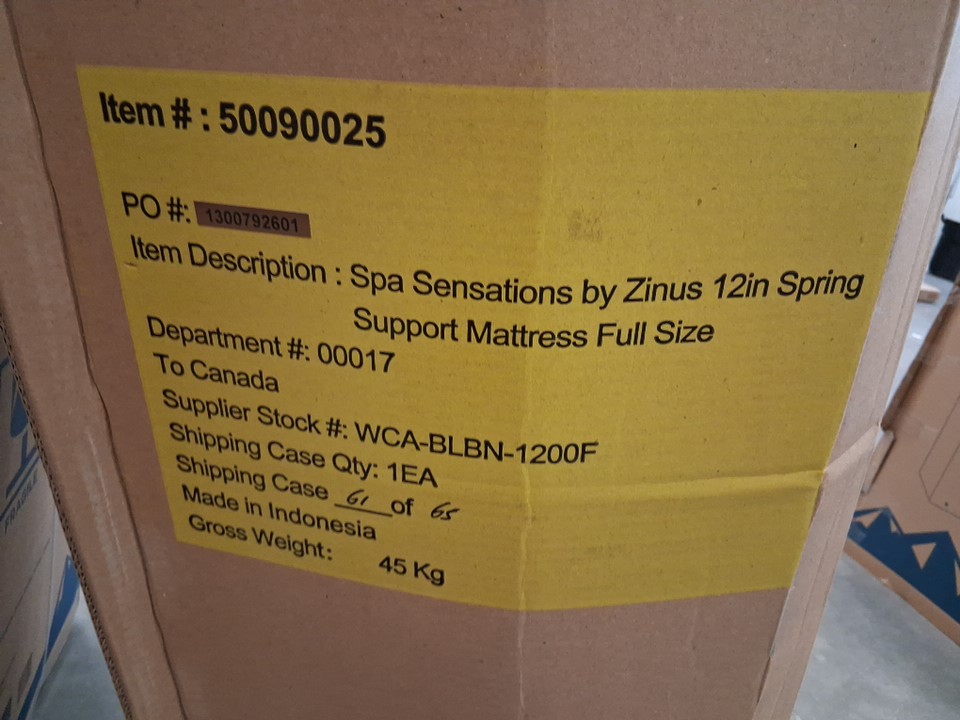 Item # : 50090025
PO #: 1300792601
Item Description : Spa Sensations by Zinus 12in Spring
Support Mattress Full Size
Department #: 00017
To Canada
Supplier Stock #: WCA-BLBN-1200F
Shipping Case Qty: 1EA
Shipping Case 61 of 65
Made in Indonesia
Gross Weight: 45 Kg
FRAGILE